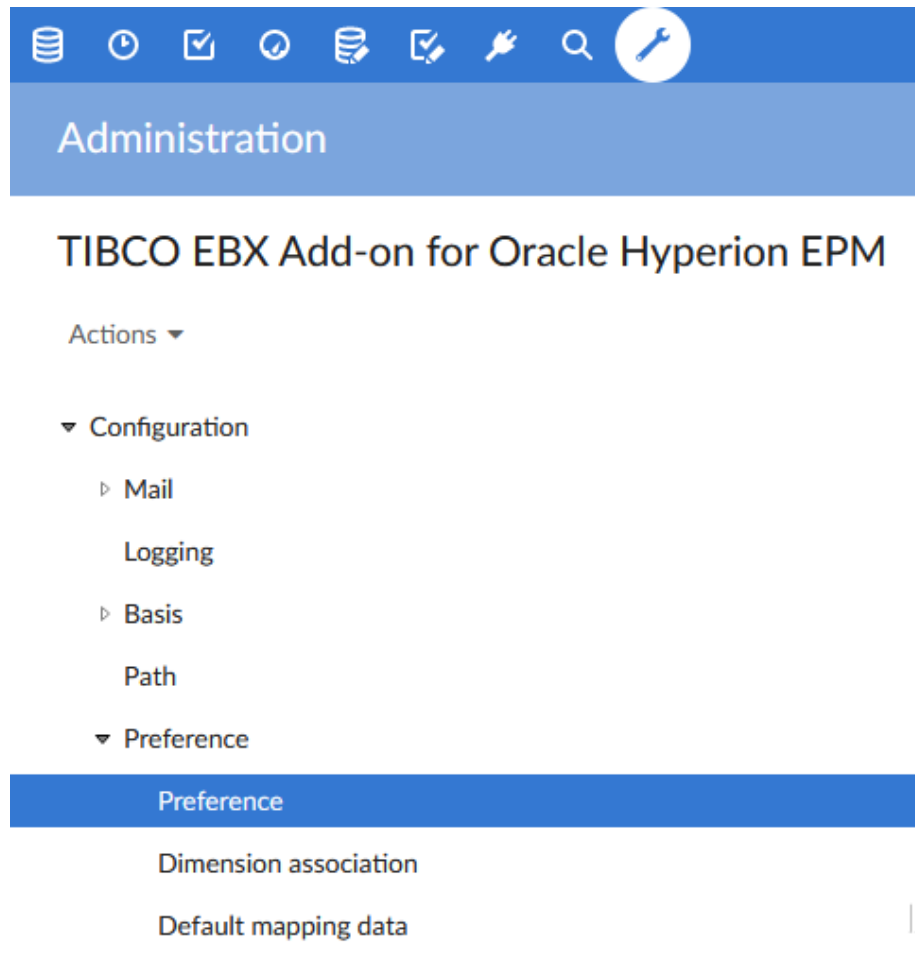 Administration
TIBCO EBX Add-on for Oracle Hyperion EPM
Actions
Configuration
Mail
Logging
Basis
Path
Preference
Preference
Dimension association
Default mapping data